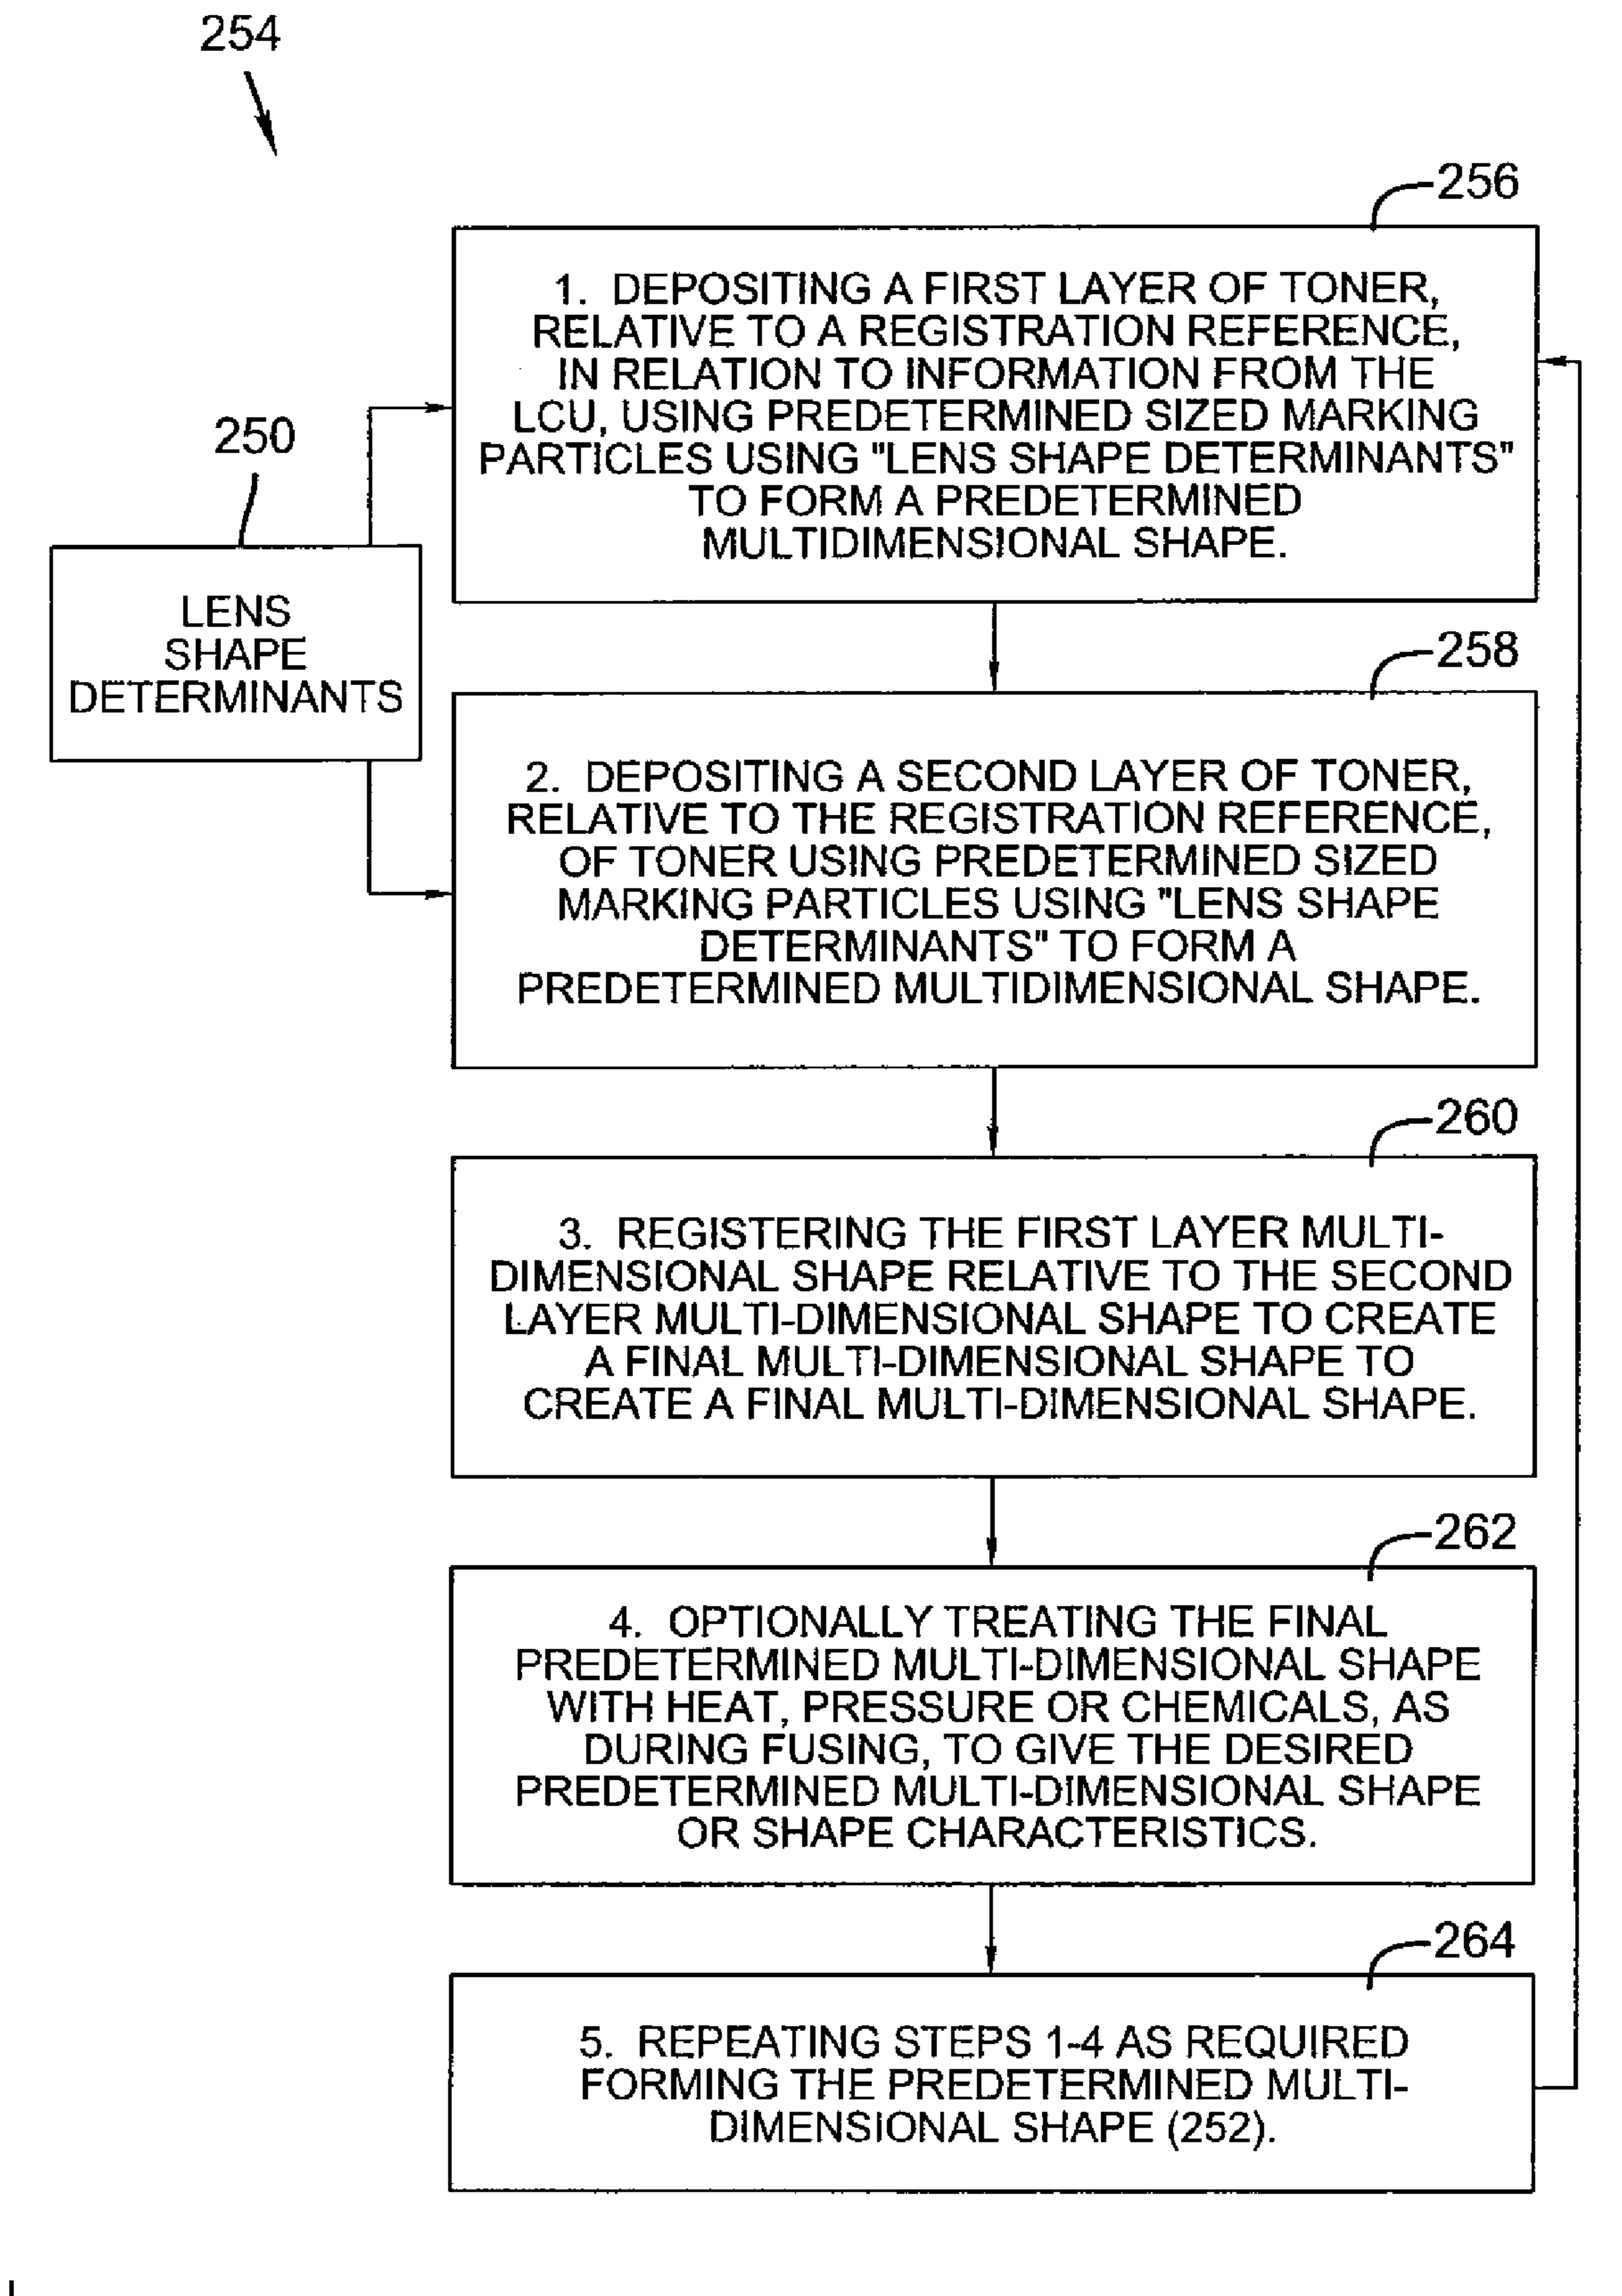 254
256
1. DEPOSITING A FIRST LAYER OF TONER,
RELATIVE TO A REGISTRATION REFERENCE,
IN RELATION TO INFORMATION FROM THE
LCU, USING PREDETERMINED SIZED MARKING
PARTICLES USING "LENS SHAPE DETERMINANTS"
TO FORM A PREDETERMINED
MULTIDIMENSIONAL SHAPE.
250
LENS
SHAPE
DETERMINANTS
258
2. DEPOSITING A SECOND LAYER OF TONER,
RELATIVE TO THE REGISTRATION REFERENCE,
OF TONER USING PREDETERMINED SIZED
MARKING PARTICLES USING "LENS SHAPE
DETERMINANTS" TO FORM A
PREDETERMINED MULTIDIMENSIONAL SHAPE.
260
3. REGISTERING THE FIRST LAYER MULTI-
DIMENSIONAL SHAPE RELATIVE TO THE SECOND
LAYER MULTI-DIMENSIONAL SHAPE TO CREATE
A FINAL MULTI-DIMENSIONAL SHAPE TO
CREATE A FINAL MULTI-DIMENSIONAL SHAPE.
262
4. OPTIONALLY TREATING THE FINAL
PREDETERMINED MULTI-DIMENSIONAL SHAPE
WITH HEAT, PRESSURE OR CHEMICALS, AS
DURING FUSING, TO GIVE THE DESIRED
PREDETERMINED MULTI-DIMENSIONAL SHAPE
OR SHAPE CHARACTERISTICS.
264
5. REPEATING STEPS 1-4 AS REQUIRED
FORMING THE PREDETERMINED MULTI-
DIMENSIONAL SHAPE (252).